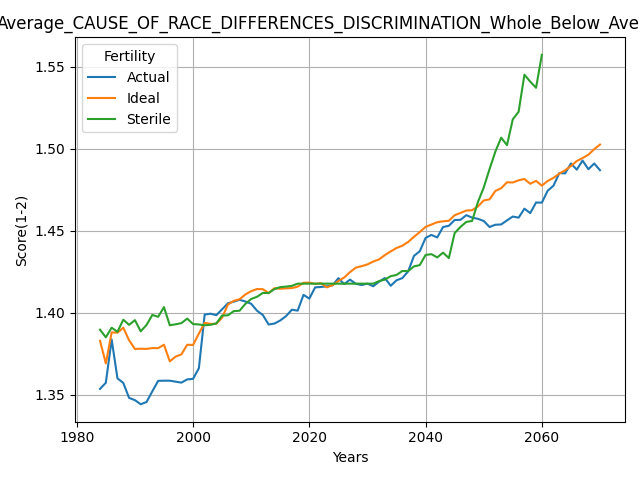 Average_CAUSE_OF_RACE_DIFFERENCES_DISCRIMINATION_Whole_Below_Ave
Fertility
Actual
Ideal
Sterile
Score(1-2)
1.55
1.50
1.45
1.40
1.35
1980 2000 2020 2040 2060
Years